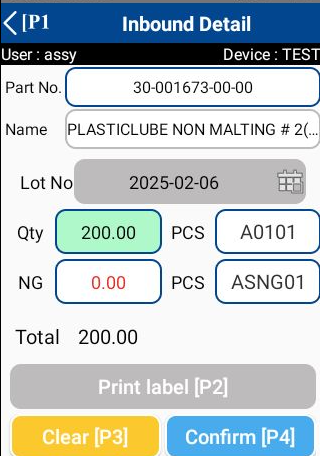 [P1 Inbound Detail
User : assy Device : TEST
Part No. 30-001673-00-00
Name PLASTICLUBE NON MALTING # 2(...
Lot No 2025-02-06
Qty 200.00 PCS A0101
NG 0.00 PCS ASNG01
Total 200.00
Print label [P2]
Clear [P3] Confirm [P4]